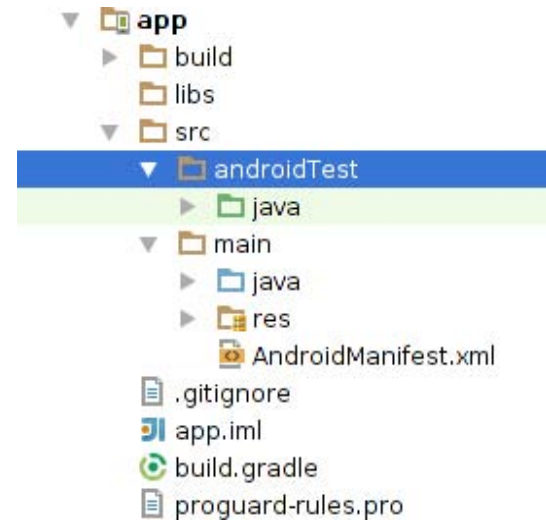 app
build
libs
src
androidTest
java
main
java
res
AndroidManifest.xml
.gitignore
app.iml
build.gradle
proguard-rules.pro